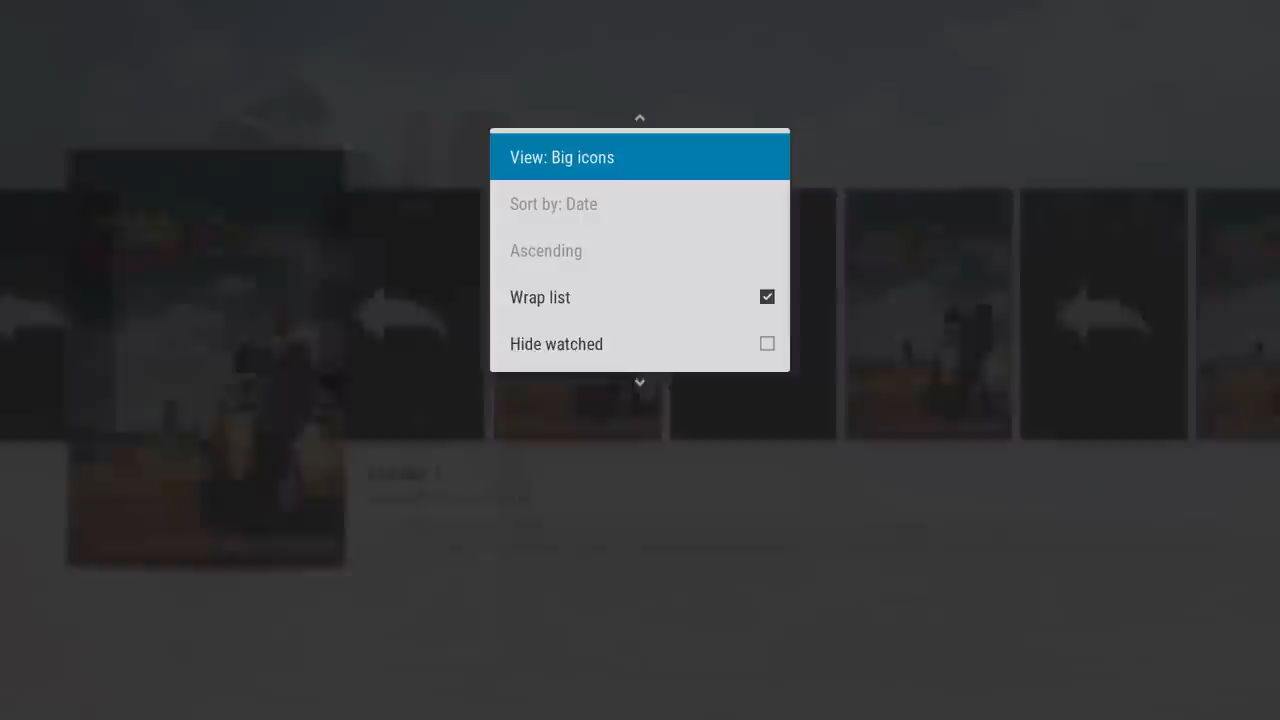 View: Big icons
Sort by: Date
Ascending
Wrap list
Hide watched